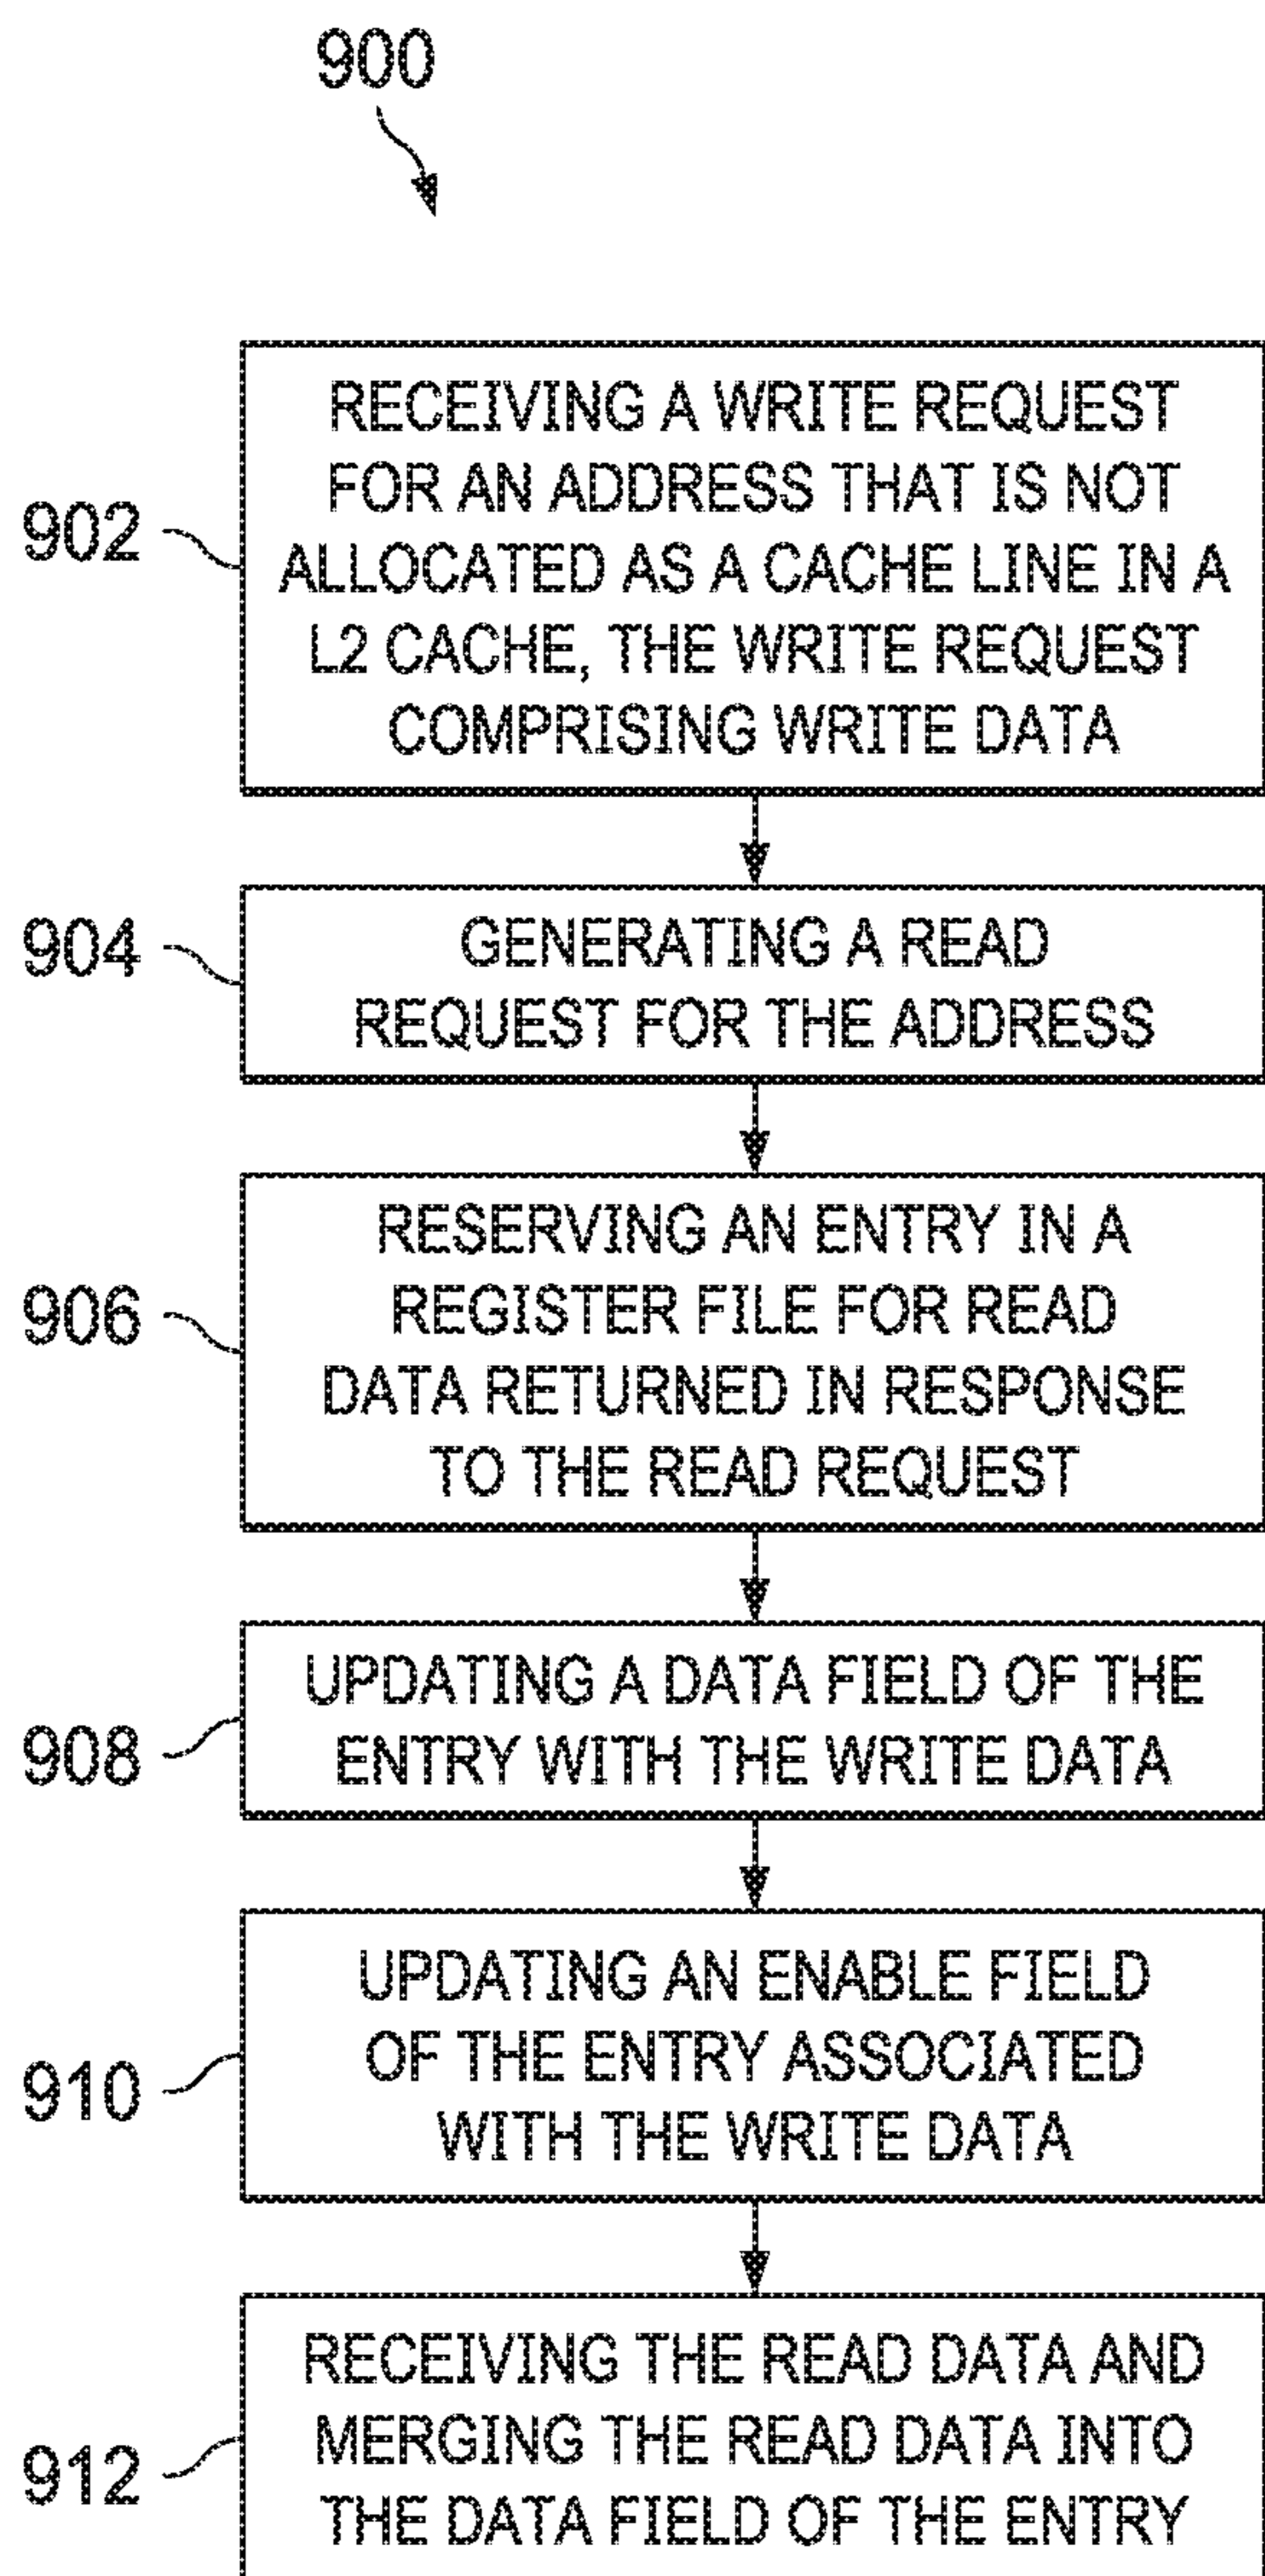 900
902
RECEIVING A WRITE REQUEST
FOR AN ADDRESS THAT IS NOT
ALLOCATED AS A CACHE LINE IN A
L2 CACHE, THE WRITE REQUEST
COMPRISING WRITE DATA
904
GENERATING A READ
REQUEST FOR THE ADDRESS
906
RESERVING AN ENTRY IN A
REGISTER FILE FOR READ
DATA RETURNED IN RESPONSE
TO THE READ REQUEST
908
UPDATING A DATA FIELD OF THE
ENTRY WITH THE WRITE DATA
910
UPDATING AN ENABLE FIELD
OF THE ENTRY ASSOCIATED
WITH THE WRITE DATA
912
RECEIVING THE READ DATA AND
MERGING THE READ DATA INTO
THE DATA FIELD OF THE ENTRY